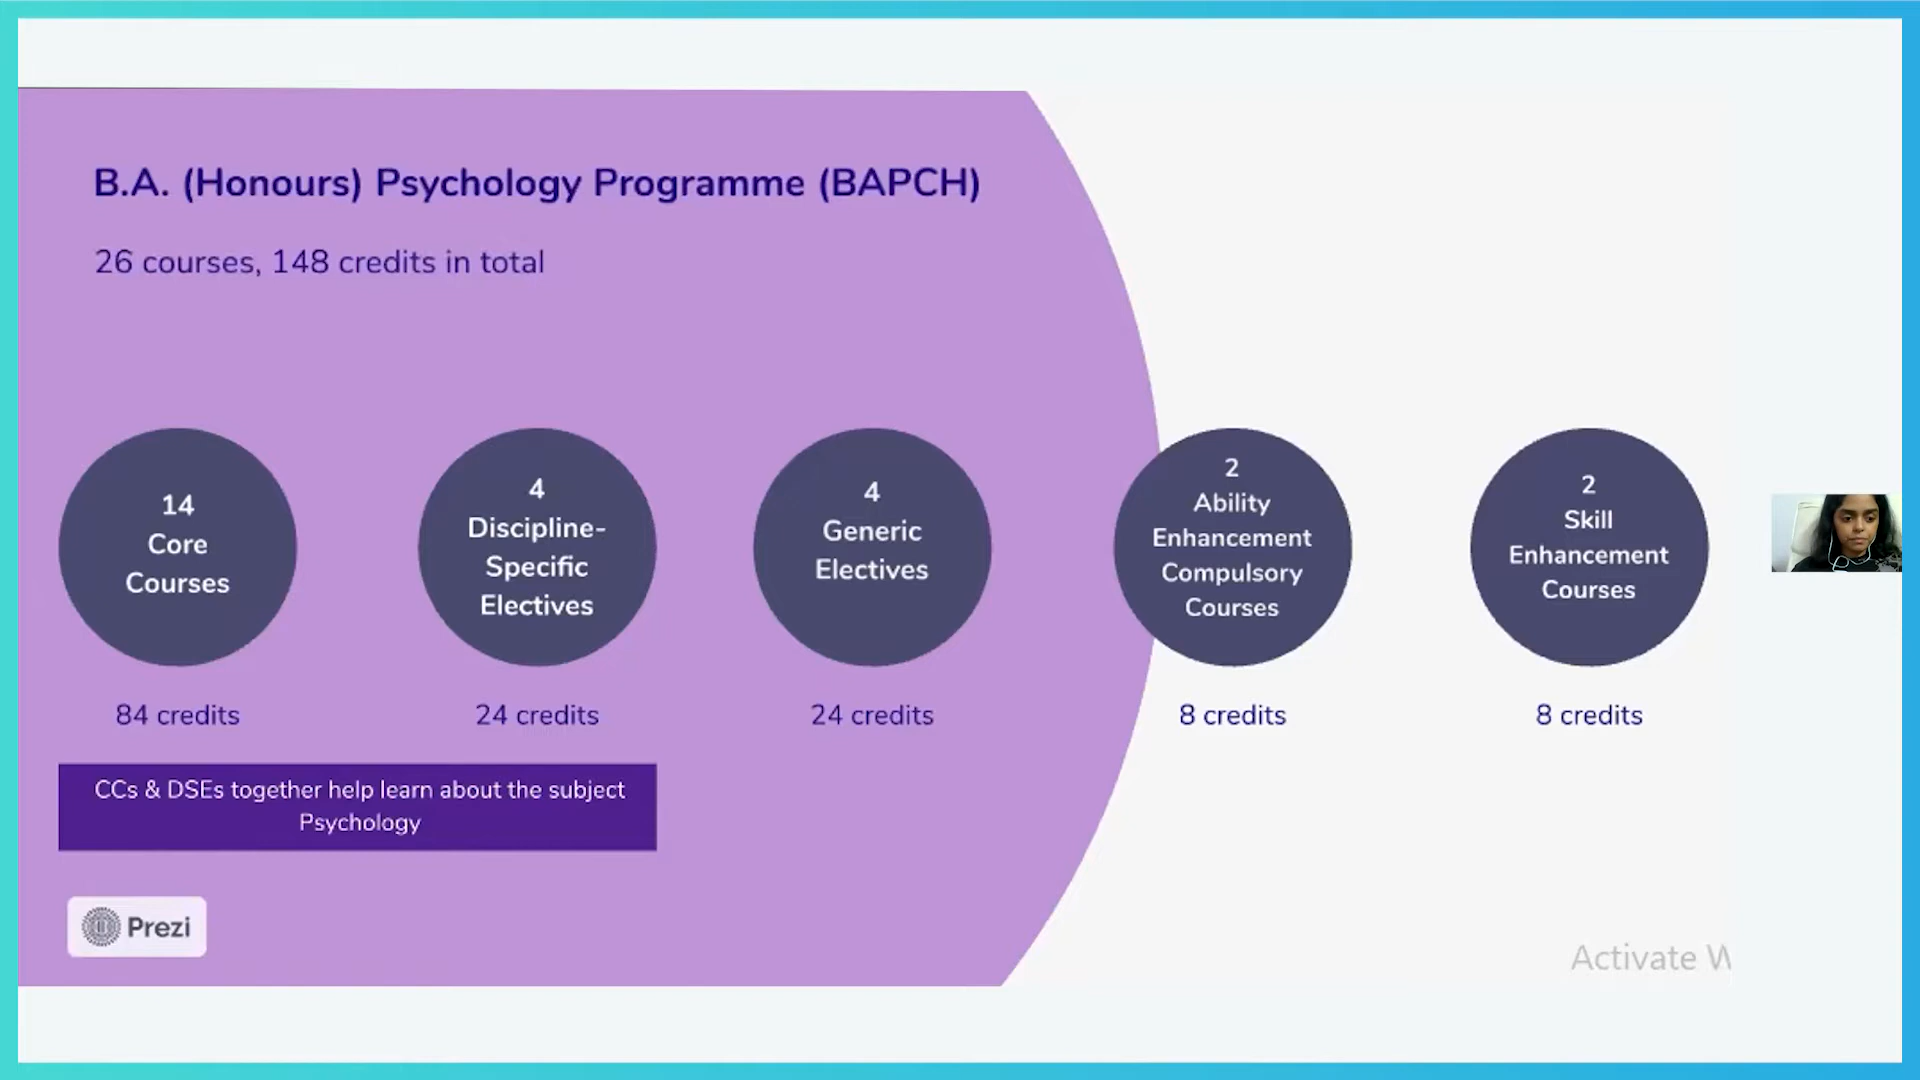 B.A. (Honours) Psychology Programme (BAPCH)
26 courses, 148 credits in total
14
Core
Courses
84 credits
4
Discipline-
Specific
Electives
24 credits
4
Generic
Electives
24 credits
2
Ability
Enhancement
Compulsory
Courses
8 credits
2
Skill
Enhancement
Courses
8 credits
CCs & DSEs together help learn about the subject
Psychology
Prezi
Activate